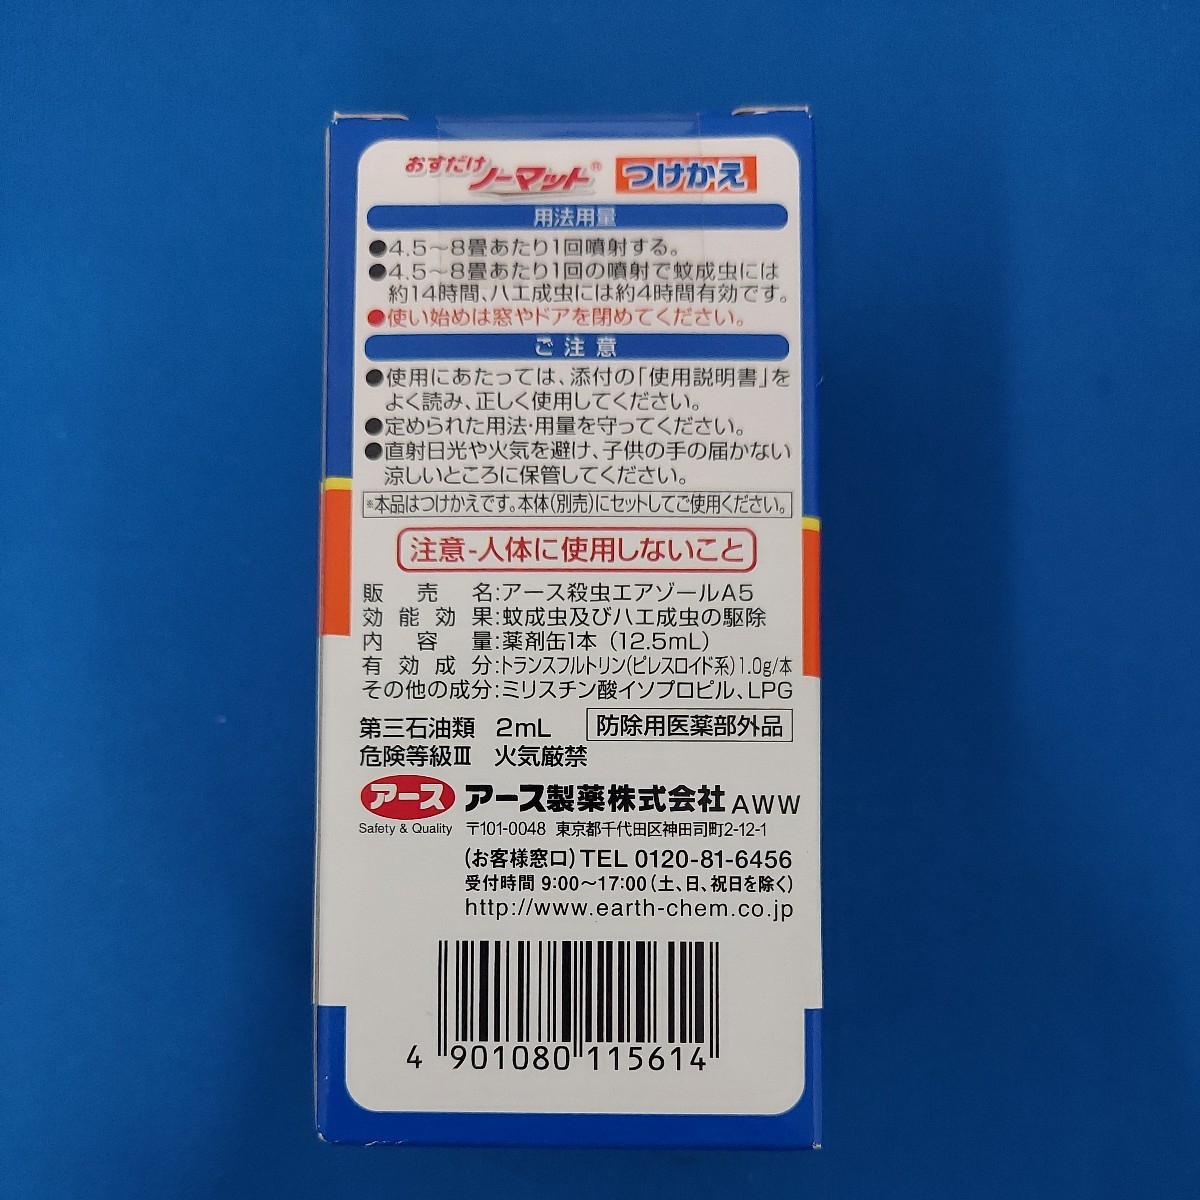 おすだけノーマット® つけかえ
用法用量
●4.5～8畳あたり1回噴射する。
●4.5～8畳あたり1回の噴射で蚊成虫には
約14時間、ハエ成虫には約4時間有効です。
●使い始めは窓やドアを閉めてください。
ご注意
●使用にあたっては、添付の「使用説明書」を
よく読み、正しく使用してください。
●定められた用法・用量を守ってください。
●直射日光や火気を避け、子供の手の届かない
涼しいところに保管してください。
※本品はつけかえです。本体(別売)にセットしてご使用ください。
注意-人体に使用しないこと
販売名:アース殺虫エアゾールA5
効能効果:蚊成虫及びハエ成虫の駆除
内容量:薬剤缶1本(12.5mL)
有効成分:トランスフルトリン(ピレスロイド系)1.0g/本
その他の成分:ミリスチン酸イソプロピル、LPG
第三石油類 2mL 防除用医薬部外品
危険等級Ⅲ 火気厳禁
アース アース製薬株式会社 AWW
Safety & Quality 〒101-0048 東京都千代田区神田司町2-12-1
(お客様窓口) TEL 0120-81-6456
受付時間 9:00～17:00(土、日、祝日を除く)
http://www.earth-chem.co.jp
4 901080 115614